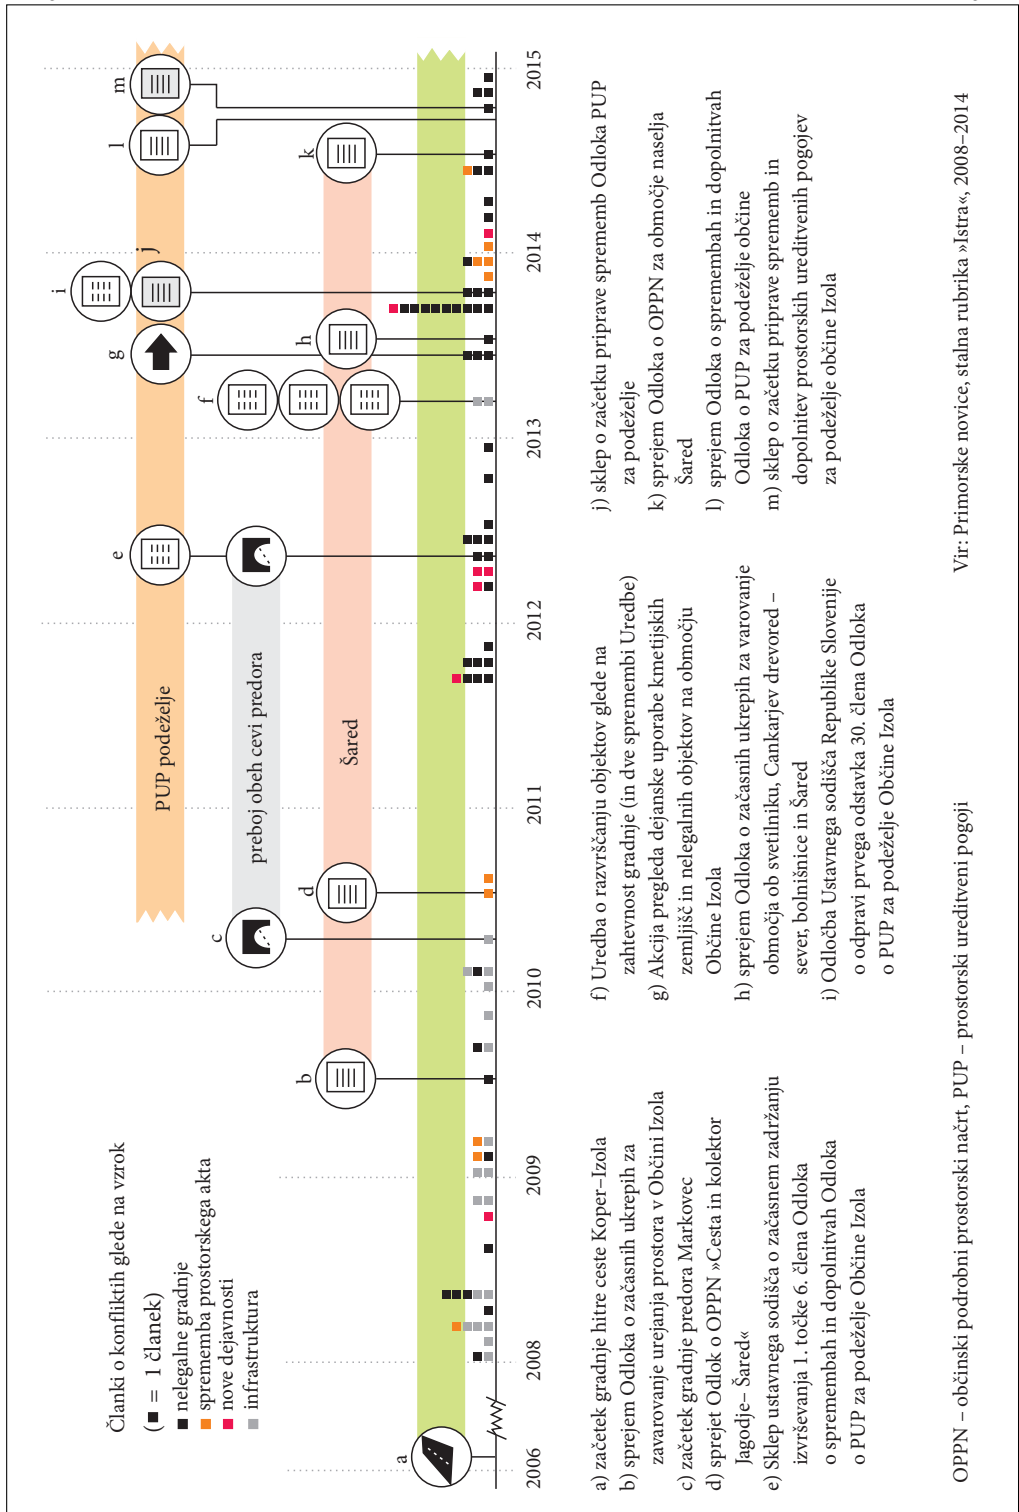 Članki o konfliktih glede na vzrok
(■ = 1 članek)
nelegalne gradnje
sprememba prostorskega akta
nove dejavnosti
infrastruktura
PUP podeželje
preboj obeh cevi predora
Šared
a
b
c
d
e
f
g
h
i
j
k
l
m
2006
2008
2009
2010
2011
2012
2013
2014
2015
a) začetek gradnje hitre ceste Koper–Izola
b) sprejem Odloka o začasnih ukrepih za
zavarovanje urejanja prostora v Občini Izola
c) začetek gradnje predora Markovec
d) sprejet Odlok o OPPN »Cesta in kolektor
Jagodje– Šared«
e) Sklep ustavnega sodišča o začasnem zadržanju
izvrševanja 1. točke 6. člena Odloka
o spremembah in dopolnitvah Odloka
o PUP za podeželje Občine Izola
f) Uredba o razvrščanju objektov glede na
zahtevnost gradnje (in dve spremembi Uredbe)
g) Akcija pregleda dejanske uporabe kmetijskih
zemljišč in nelegalnih objektov na območju
Občine Izola
h) sprejem Odloka o začasnih ukrepih za varovanje
območja ob svetilniku, Cankarjev drevored –
sever, bolnišnice in Šared
i) Odločba Ustavnega sodišča Republike Slovenije
o odpravi prvega odstavka 30. člena Odloka
o PUP za podeželje Občine Izola
j) sklep o začetku priprave sprememb Odloka PUP
za podeželje
k) sprejem Odloka o OPPN za območje naselja
Šared
l) sprejem Odloka o spremembah in dopolnitvah
Odloka o PUP za podeželje občine
Izola
m) sklep o začetku priprave sprememb in
dopolnitev prostorskih ureditvenih pogojev
za podeželje občine Izola
OPPN – občinski podrobni prostorski načrt, PUP – prostorski ureditveni pogoji
Vir: Primorske novice, stalna rubrika »Istra«, 2008–2014